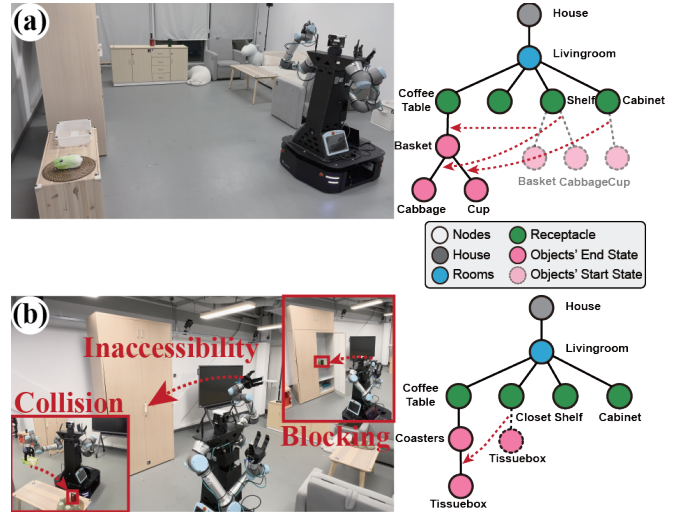 (a)
House
Livingroom
Coffee
Table
Shelf
Cabinet
Basket
Basket
CabbageCup
Cabbage
Cup
Nodes
Receptacle
House
Objects' End State
Rooms
Objects' Start State
(b)
Inaccessibility
Collision
Blocking
House
Livingroom
Coffee
Table
Closet
Shelf
Cabinet
Coasters
Tissuebox
Tissuebox